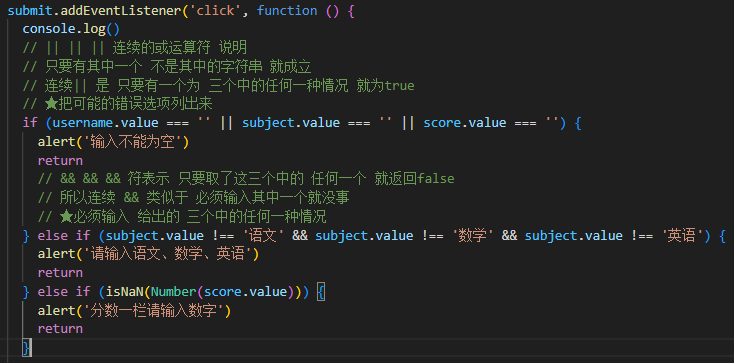 submit.addEventListener('click', function () {
console.log()
// || || || 连续的或运算符 说明
// 只要有其中一个 不是其中的字符串 就成立
// 连续|| 是 只要有一个为 三个中的任何一种情况 就为true
// ★把可能的错误选项列出来
if (username.value === '' || subject.value === '' || score.value === '') {
alert('输入不能为空')
return
// && && && 符表示 只要取了这三个中的 任何一个 就返回false
// 所以连续 && 类似于 必须输入其中一个就没事
// ★必须输入 给出的 三个中的任何一种情况
} else if (subject.value !== '语文' && subject.value !== '数学' && subject.value !== '英语') {
alert('请输入语文、数学、英语')
return
} else if (isNaN(Number(score.value))) {
alert('分数一栏请输入数字')
return
}